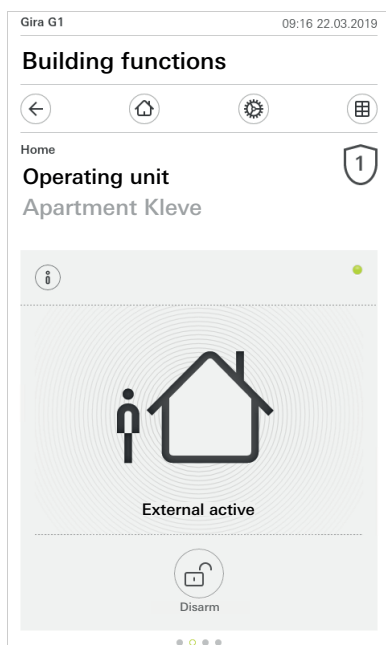 Gira G1
09:16 22.03.2019
Building functions
Home
Operating unit
1
Apartment Kleve
External active
Disarm